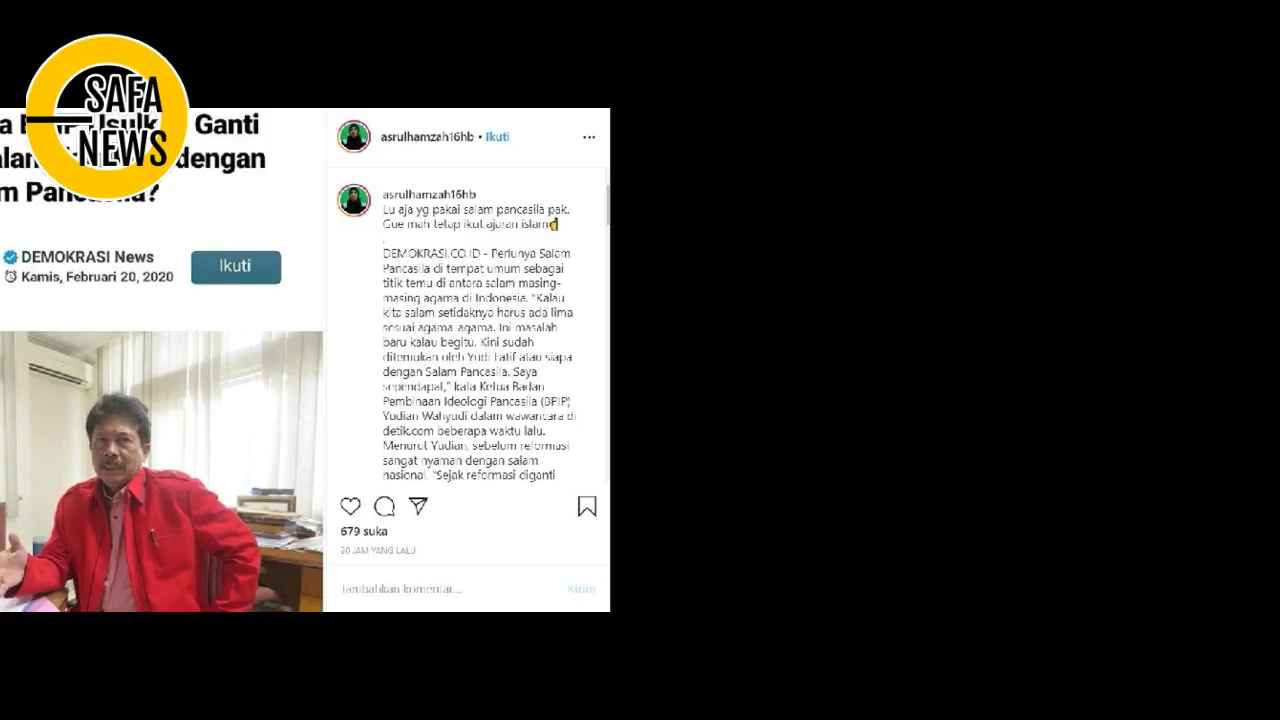 SAFA
NEWS
Ganti
dengan
asrulhamzah16hb • Ikuti
DEMOKRASI News
Kamis, Februari 20, 2020
Ikuti
asrulhamzah16hb
Lu aja yg pakai salam pancasila pak.
Gue mah tetap ikut ajaran islam☝
.
DEMOKRASI.CO.ID - Perlunya Salam
Pancasila di tempat umum sebagai
titik temu di antara salam masing-
masing agama di Indonesia. "Kalau
kita salam setidaknya harus ada lima
sesuai agama-agama. Ini masalah
baru kalau begitu. Kini sudah
ditemukan oleh Yudi Latif atau siapa
dengan Salam Pancasila. Saya
sependapat," kata Ketua Badan
Pembinaan Ideologi Pancasila (BPIP)
Yudian Wahyudi dalam wawancara di
detik.com beberapa waktu lalu.
Menurut Yudian, sebelum reformasi
sangat nyaman dengan salam
nasional. "Sejak reformasi diganti
679 suka
20 JAM YANG LALU
Tambahkan komentar...
Kirim